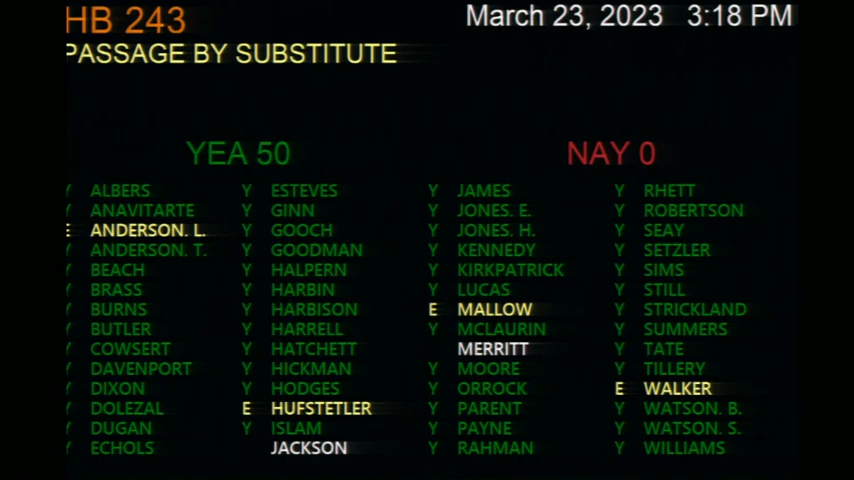 HB 243 March 23, 2023 3:18 PM
PASSAGE BY SUBSTITUTE
YEA 50 NAY 0
Y ALBERS Y ESTEVES Y JAMES Y RHETT
Y ANAVITARTE Y GINN Y JONES. E. Y ROBERTSON
E ANDERSON. L. Y GOOCH Y JONES. H. Y SEAY
Y ANDERSON. T. Y GOODMAN Y KENNEDY Y SETZLER
Y BEACH Y HALPERN Y KIRKPATRICK Y SIMS
Y BRASS Y HARBIN Y LUCAS Y STILL
Y BURNS Y HARBISON E MALLOW Y STRICKLAND
Y BUTLER Y HARRELL Y MCLAURIN Y SUMMERS
Y COWSERT Y HATCHETT MERRITT Y TATE
Y DAVENPORT Y HICKMAN Y MOORE Y TILLERY
Y DIXON Y HODGES Y ORROCK E WALKER
Y DOLEZAL E HUFSTETLER Y PARENT Y WATSON. B.
Y DUGAN Y ISLAM Y PAYNE Y WATSON. S.
Y ECHOLS JACKSON Y RAHMAN Y WILLIAMS